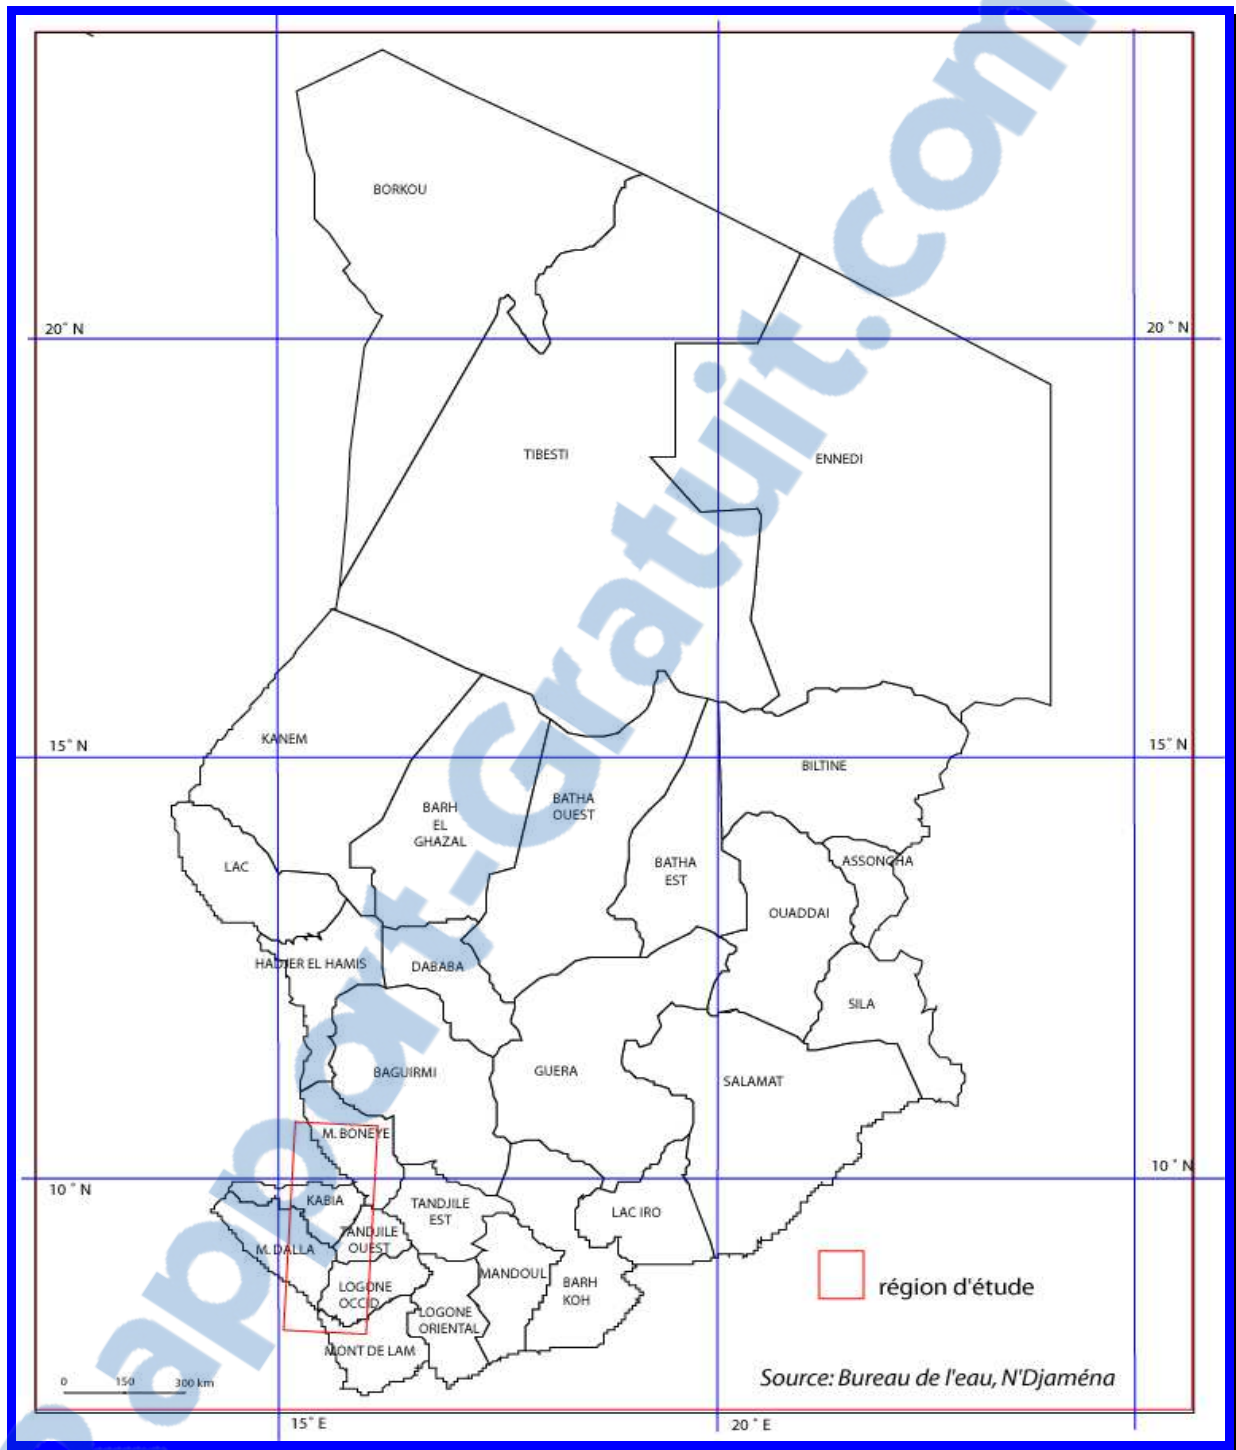 BORKOU
20° N
20° N
TIBESTI
ENNEDI
KANEM
15° N
15° N
BILTINE
BARH
EL
GHAZAL
BATHA
OUEST
LAC
BATHA
EST
ASSONGHA
OUADDAI
HADJER EL HAMIS
DABABA
SILA
BAGUIRMI
GUERA
SALAMAT
M. BONEYE
10° N
10° N
KABIA
TANDJILE
EST
LAC IRO
M. DALLA
TANDJILE
OUEST
LOGONE
OCCID
MANDOUL
BARH
KOH
LOGONE
ORIENTAL
MONT DE LAM
région d'étude
Source: Bureau de l'eau, N'Djaména
0 150 300 km
15° E
20° E
Rapport-Gratuit.com